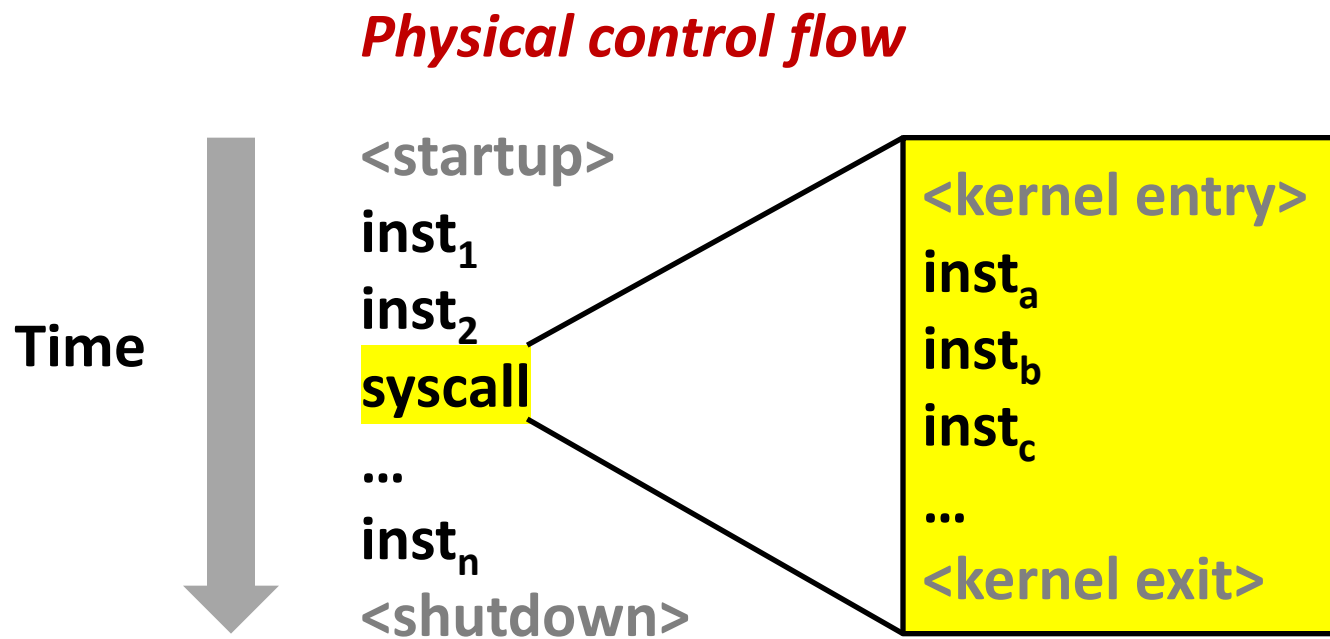 Physical control flow
Time
<startup>
inst1
inst2
syscall
...
instn
<shutdown>
<kernel entry>
insta
instb
instc
...
<kernel exit>